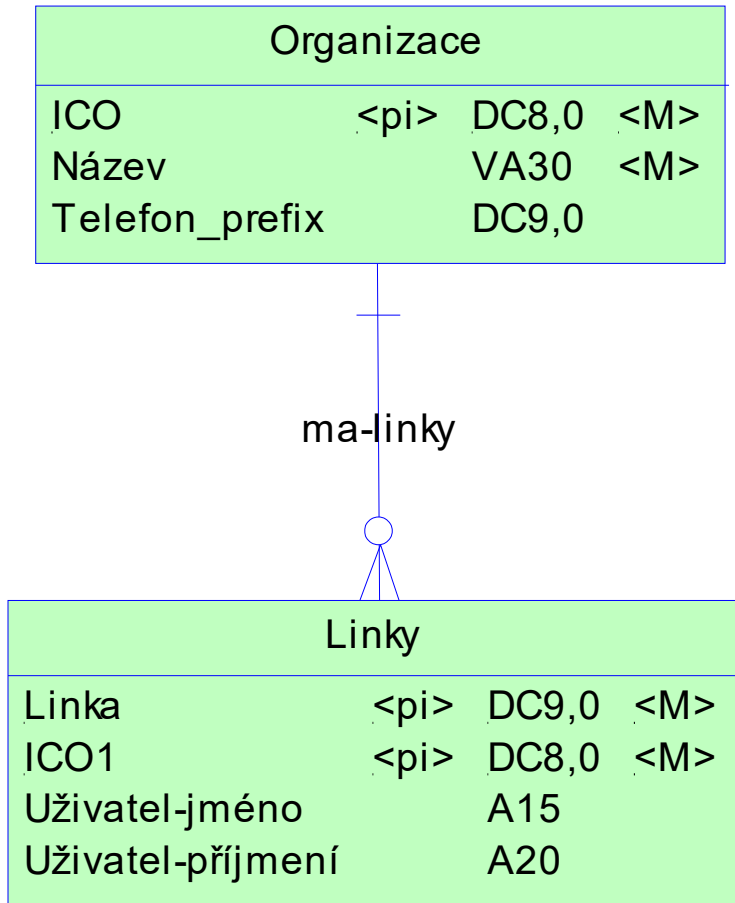 Organizace
ICO <pi> DC8,0 <M>
Název VA30 <M>
Telefon_prefix DC9,0
ma-linky
Linky
Linka <pi> DC9,0 <M>
ICO1 <pi> DC8,0 <M>
Uživatel-jméno A15
Uživatel-příjmení A20